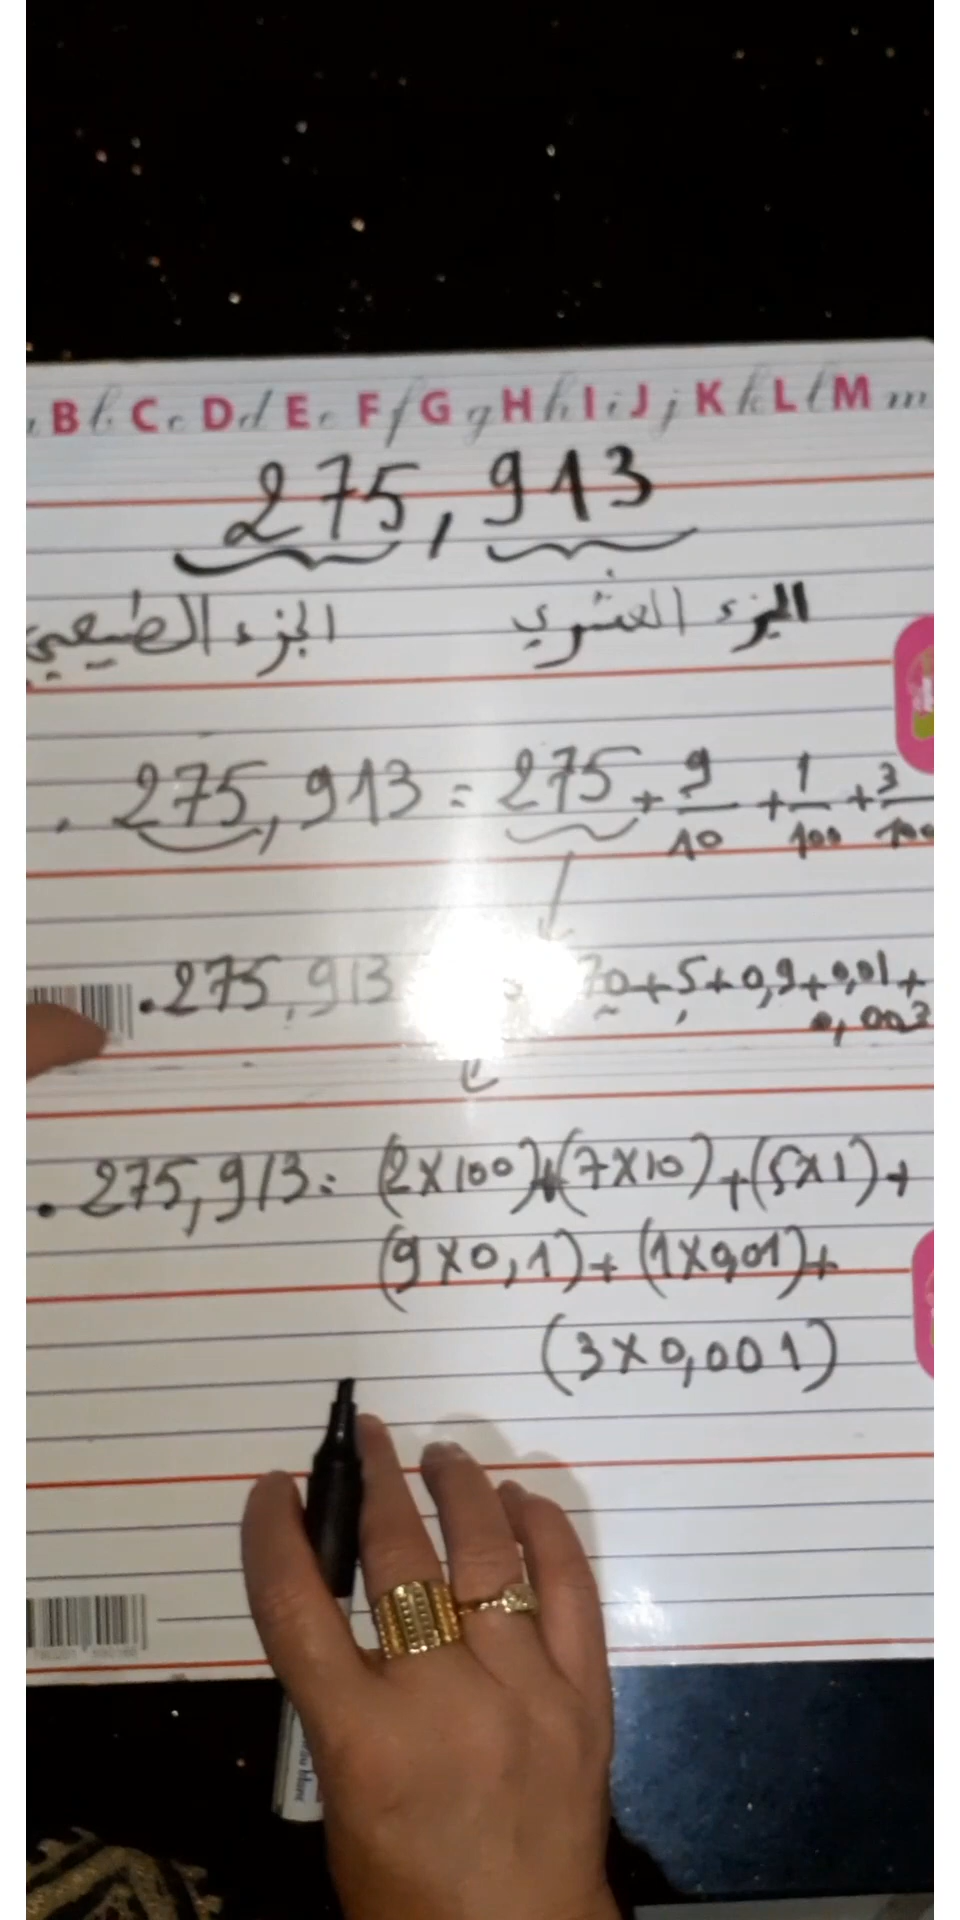 B b C c D d E e F f G g H h I i J j K k L l M m
275,913
الجزء الطبيعي الجزء العشري
. 275,913 = 275 + 9/10 + 1/100 + 3/100
. 275,913 70+5+0,9+0,01+
0,003
. 275,913= (2×100)+(7×10)+(5×1)+
(9×0,1)+(1×0,01)+
(3×0,001)